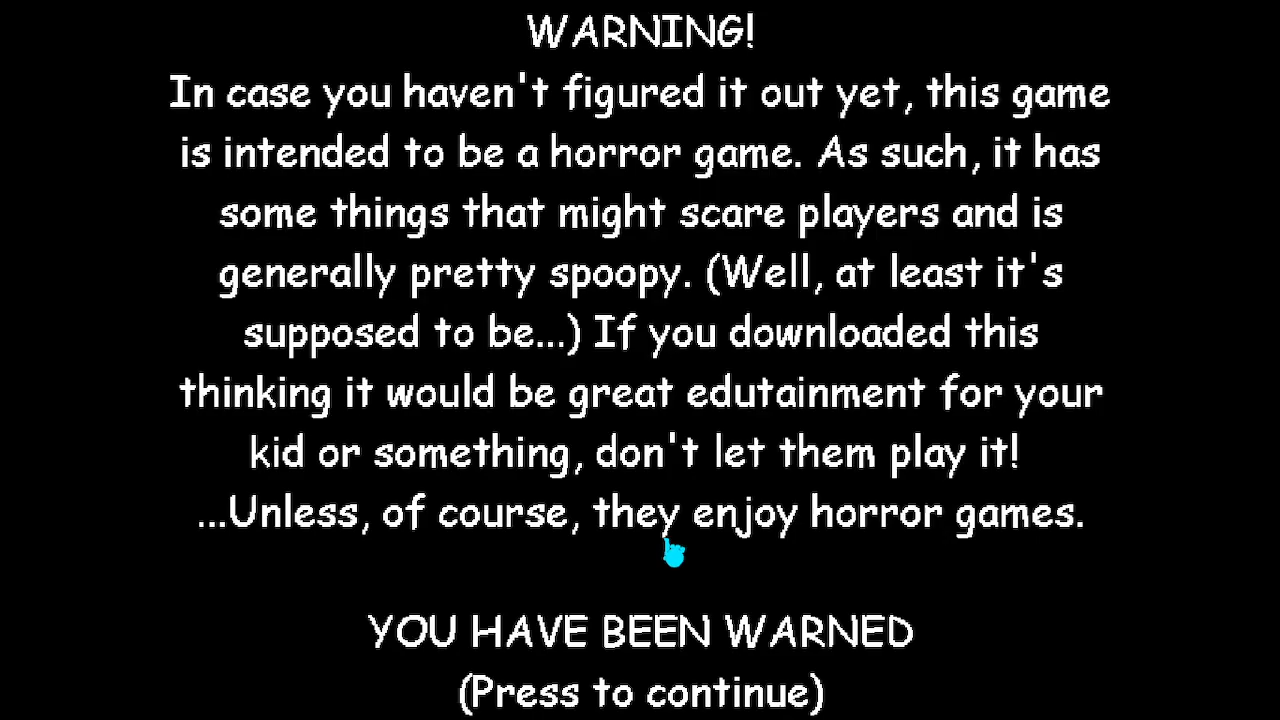 WARNING!
In case you haven't figured it out yet, this game
is intended to be a horror game. As such, it has
some things that might scare players and is
generally pretty spoopy. (Well, at least it's
supposed to be...) If you downloaded this
thinking it would be great edutainment for your
kid or something, don't let them play it!
...Unless, of course, they enjoy horror games.
YOU HAVE BEEN WARNED
(Press to continue)